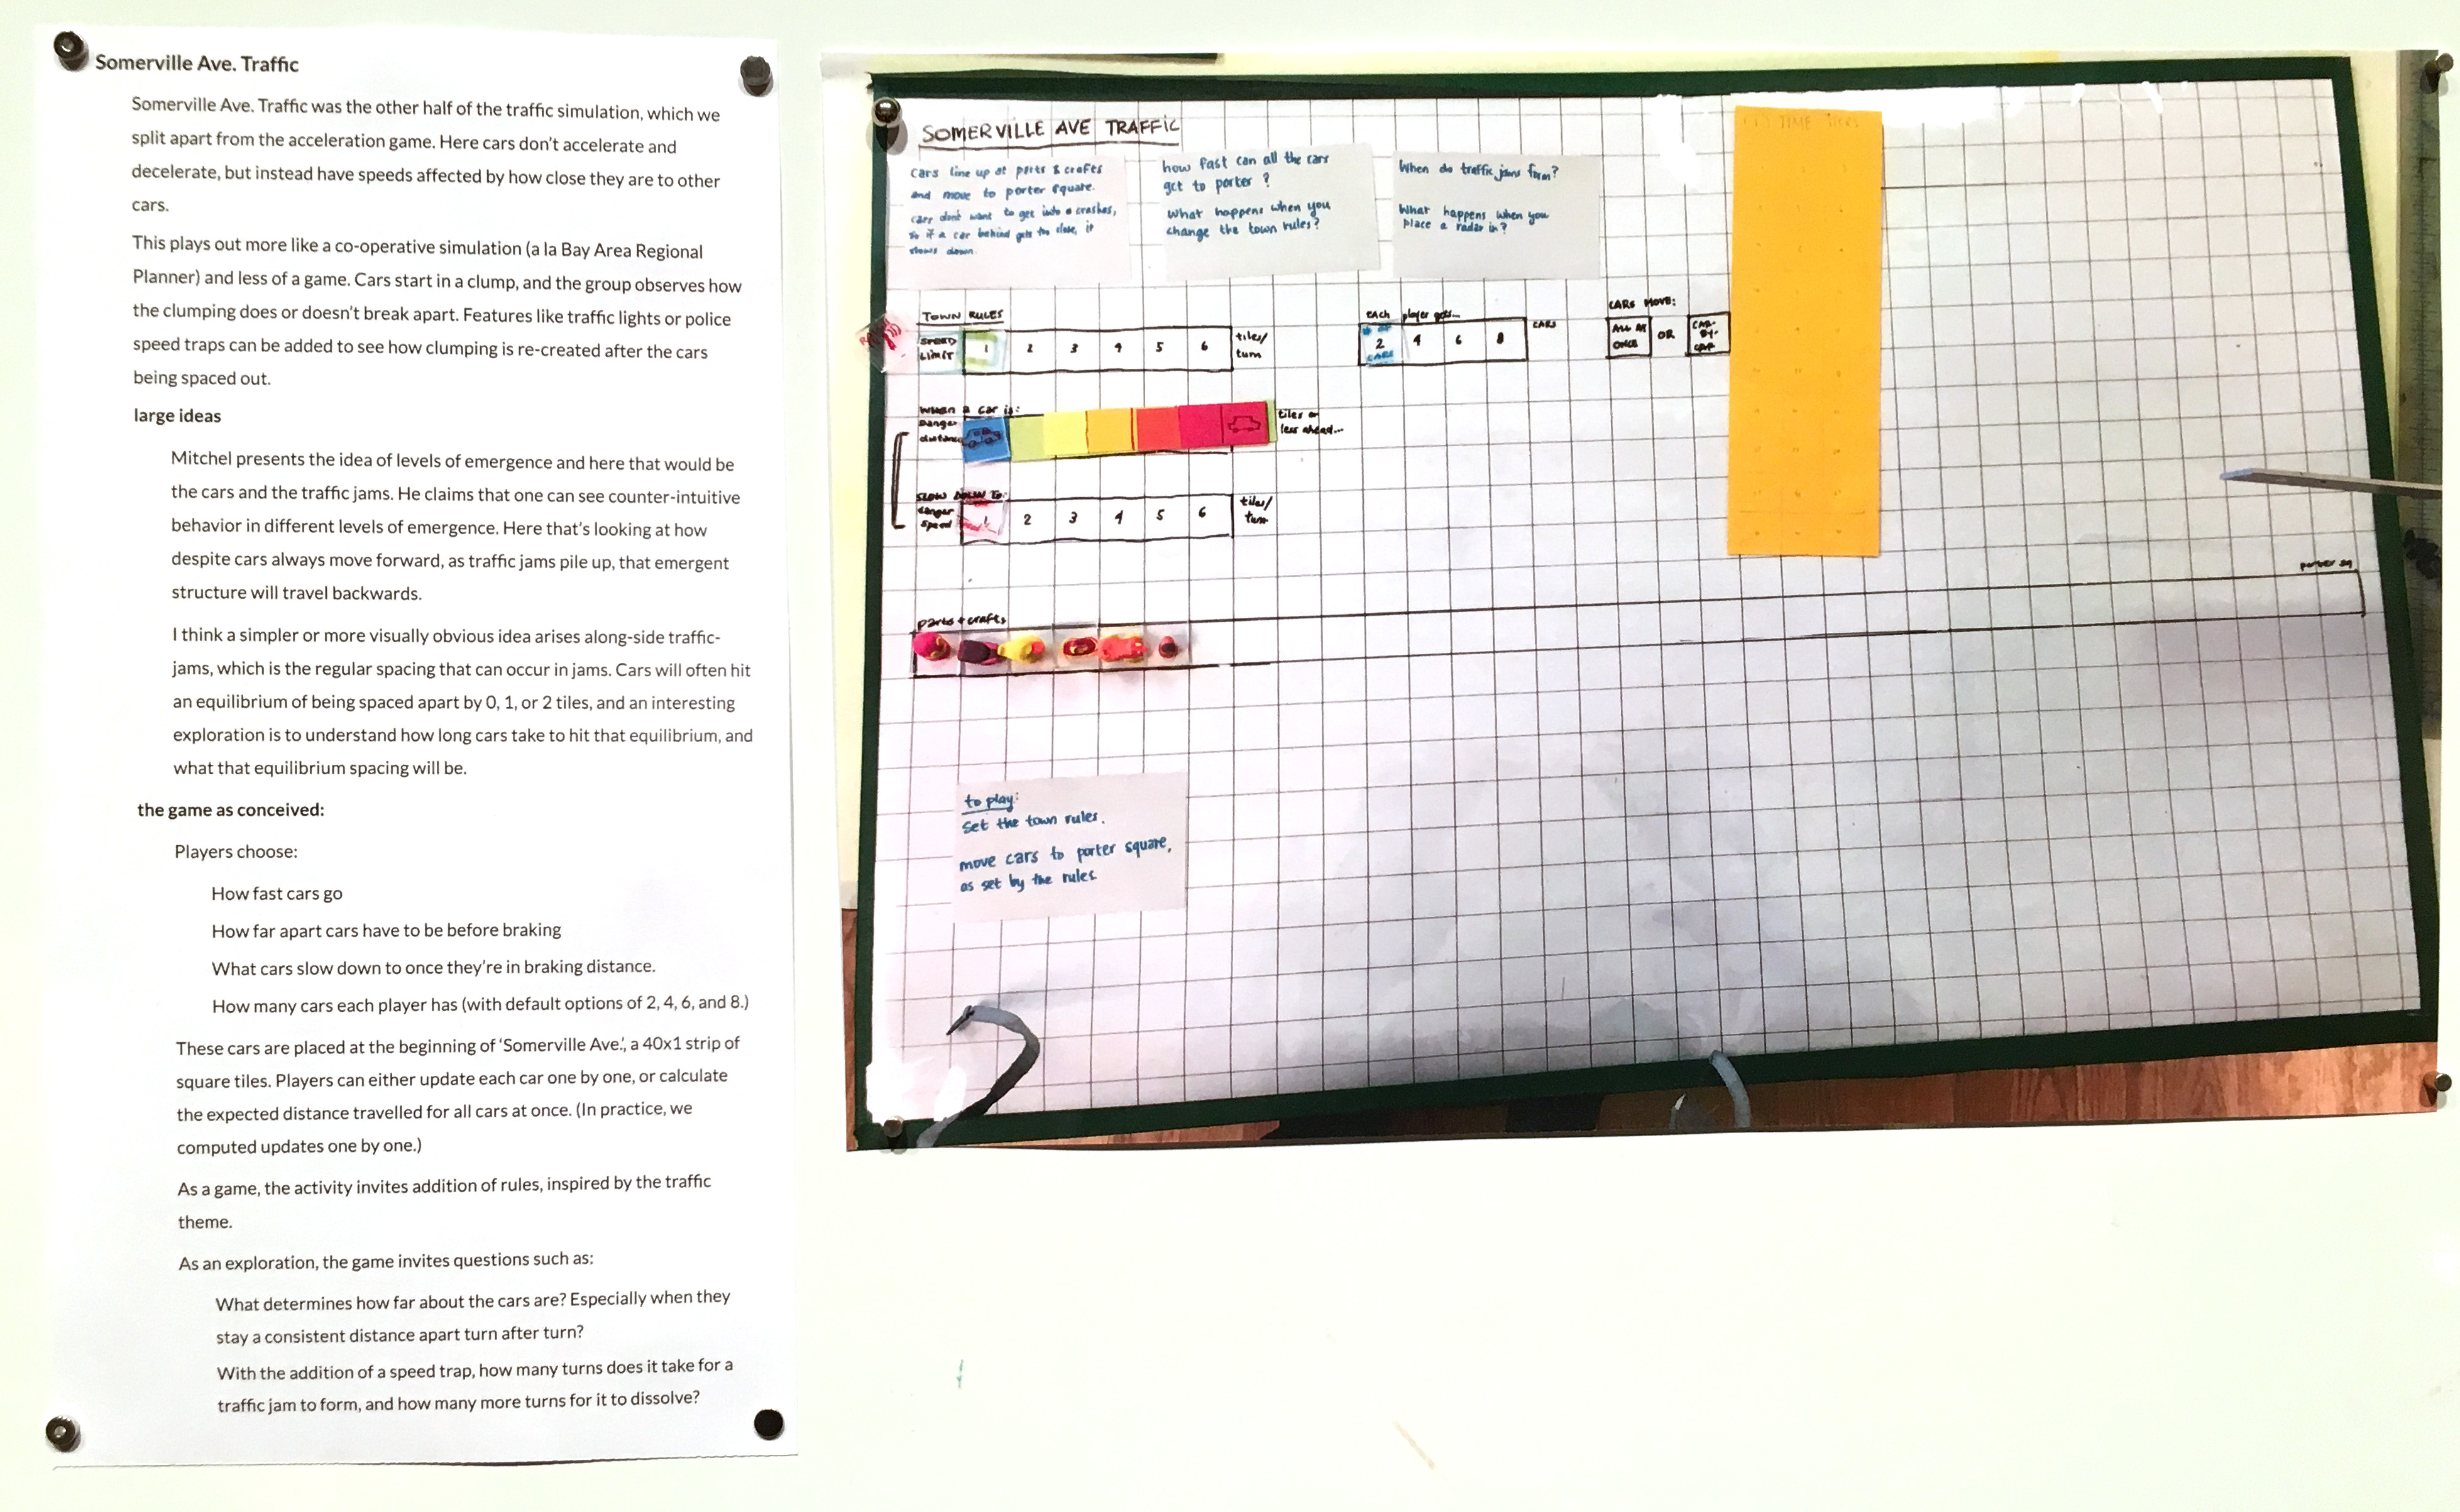 Somerville Ave. Traffic
Somerville Ave. Traffic was the other half of the traffic simulation, which we
split apart from the acceleration game. Here cars don't accelerate and
decelerate, but instead have speeds affected by how close they are to other
cars.
This plays out more like a co-operative simulation (a la Bay Area Regional
Planner) and less of a game. Cars start in a clump, and the group observes how
the clumping does or doesn't break apart. Features like traffic lights or police
speed traps can be added to see how clumping is re-created after the cars
being spaced out.
large ideas
Mitchel presents the idea of levels of emergence and here that would be
the cars and the traffic jams. He claims that one can see counter-intuitive
behavior in different levels of emergence. Here that's looking at how
despite cars always move forward, as traffic jams pile up, that emergent
structure will travel backwards.
I think a simpler or more visually obvious idea arises along-side traffic-
jams, which is the regular spacing that can occur in jams. Cars will often hit
an equilibrium of being spaced apart by 0, 1, or 2 tiles, and an interesting
exploration is to understand how long cars take to hit that equilibrium, and
what that equilibrium spacing will be.
the game as conceived:
Players choose:
How fast cars go
How far apart cars have to be before braking
What cars slow down to once they're in braking distance.
How many cars each player has (with default options of 2, 4, 6, and 8.)
These cars are placed at the beginning of 'Somerville Ave.', a 40x1 strip of
square tiles. Players can either update each car one by one, or calculate
the expected distance travelled for all cars at once. (In practice, we
computed updates one by one.)
As a game, the activity invites addition of rules, inspired by the traffic
theme.
As an exploration, the game invites questions such as:
What determines how far about the cars are? Especially when they
stay a consistent distance apart turn after turn?
With the addition of a speed trap, how many turns does it take for a
traffic jam to form, and how many more turns for it to dissolve?
SOMERVILLE AVE TRAFFIC
cars line up at parts & crafts
and move to porter square.
cars dont want to get into a crashes,
so if a car behind gets too close, it
slows down.
how fast can all the cars
get to porter?
What happens when you
change the town rules?
When do traffic jams form?
What happens when you
place a radar in?
TIME
TOWN RULES
SPEED LIMIT 1 2 3 4 5 6 tiles/turn
EACH player gets...
2 4 6 8 CARS
CARS
CARS MOVE:
ALL AT ONCE OR CAR-BY-CAR
When a car is:
Danger distance
tiles or less ahead...
SLOW DOWN TO:
danger speed 1 2 3 4 5 6 tiles/turn
porter sq
parts + crafts
to play:
set the town rules.
move cars to porter square,
as set by the rules